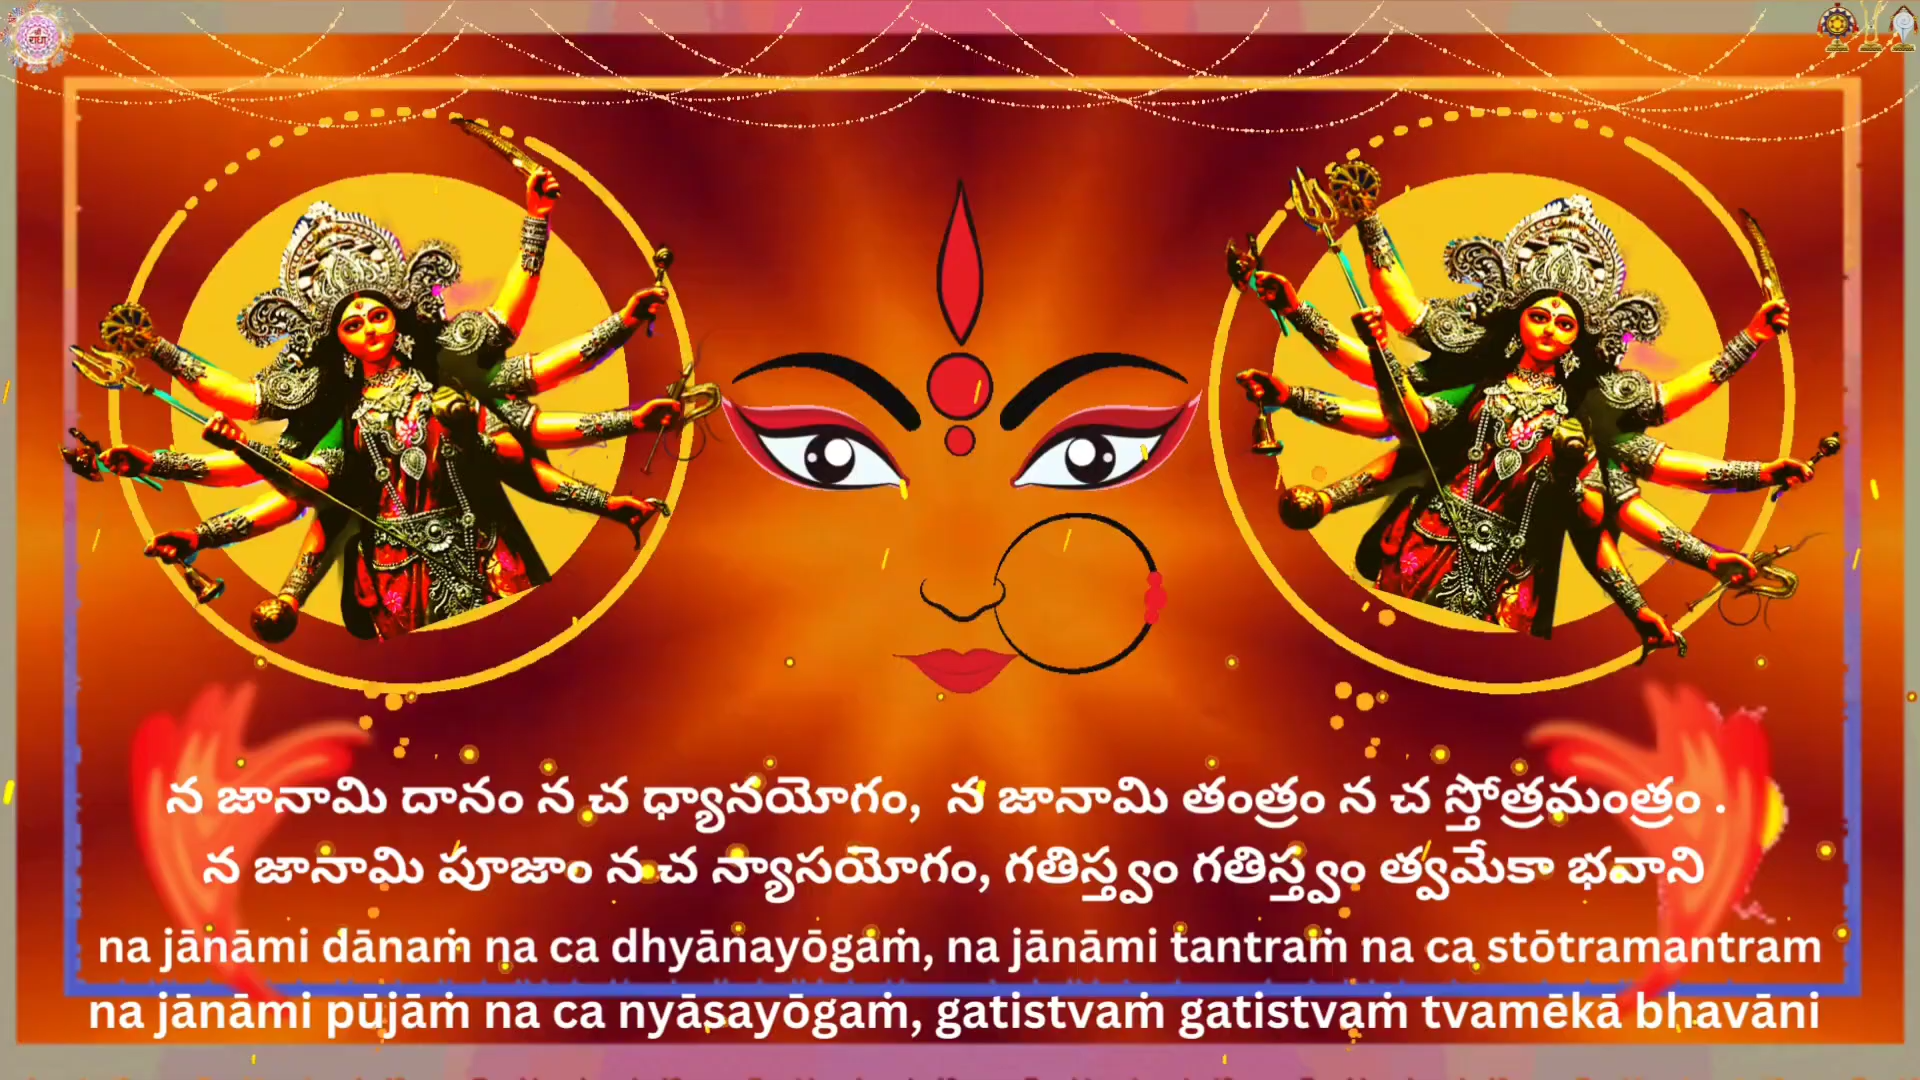 राधा
న జానామి దానం న చ ధ్యానయోగం, న జానామి తంత్రం న చ స్తోత్రమంత్రం .
న జానామి పూజాం న చ న్యాసయోగం, గతిస్త్వం గతిస్త్వం త్వమేకా భవాని
na jānāmi dānaṁ na ca dhyānayōgaṁ, na jānāmi tantraṁ na ca stōtramantram
na jānāmi pūjāṁ na ca nyāsayōgaṁ, gatistvaṁ gatistvaṁ tvamēkā bhavāni